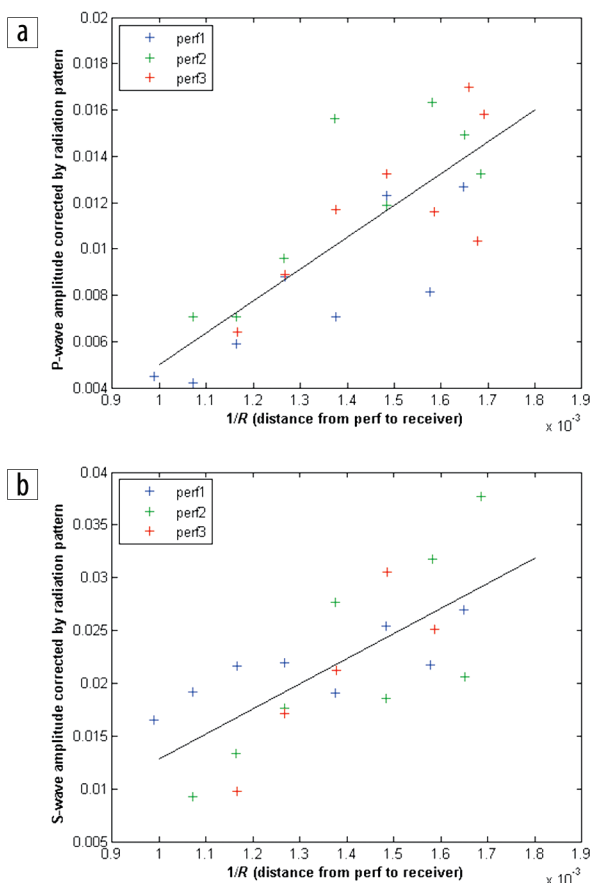 a
P-wave amplitude corrected by radiation pattern
0.02
0.018
0.016
0.014
0.012
0.01
0.008
0.006
0.004
perf1
perf2
perf3
0.9 1 1.1 1.2 1.3 1.4 1.5 1.6 1.7 1.8 1.9
1/R (distance from perf to receiver)
x 10-3
b
S-wave amplitude corrected by radiation pattern
0.04
0.035
0.03
0.025
0.02
0.015
0.01
0.005
perf1
perf2
perf3
0.9 1 1.1 1.2 1.3 1.4 1.5 1.6 1.7 1.8 1.9
1/R (distance from perf to receiver)
x 10-3